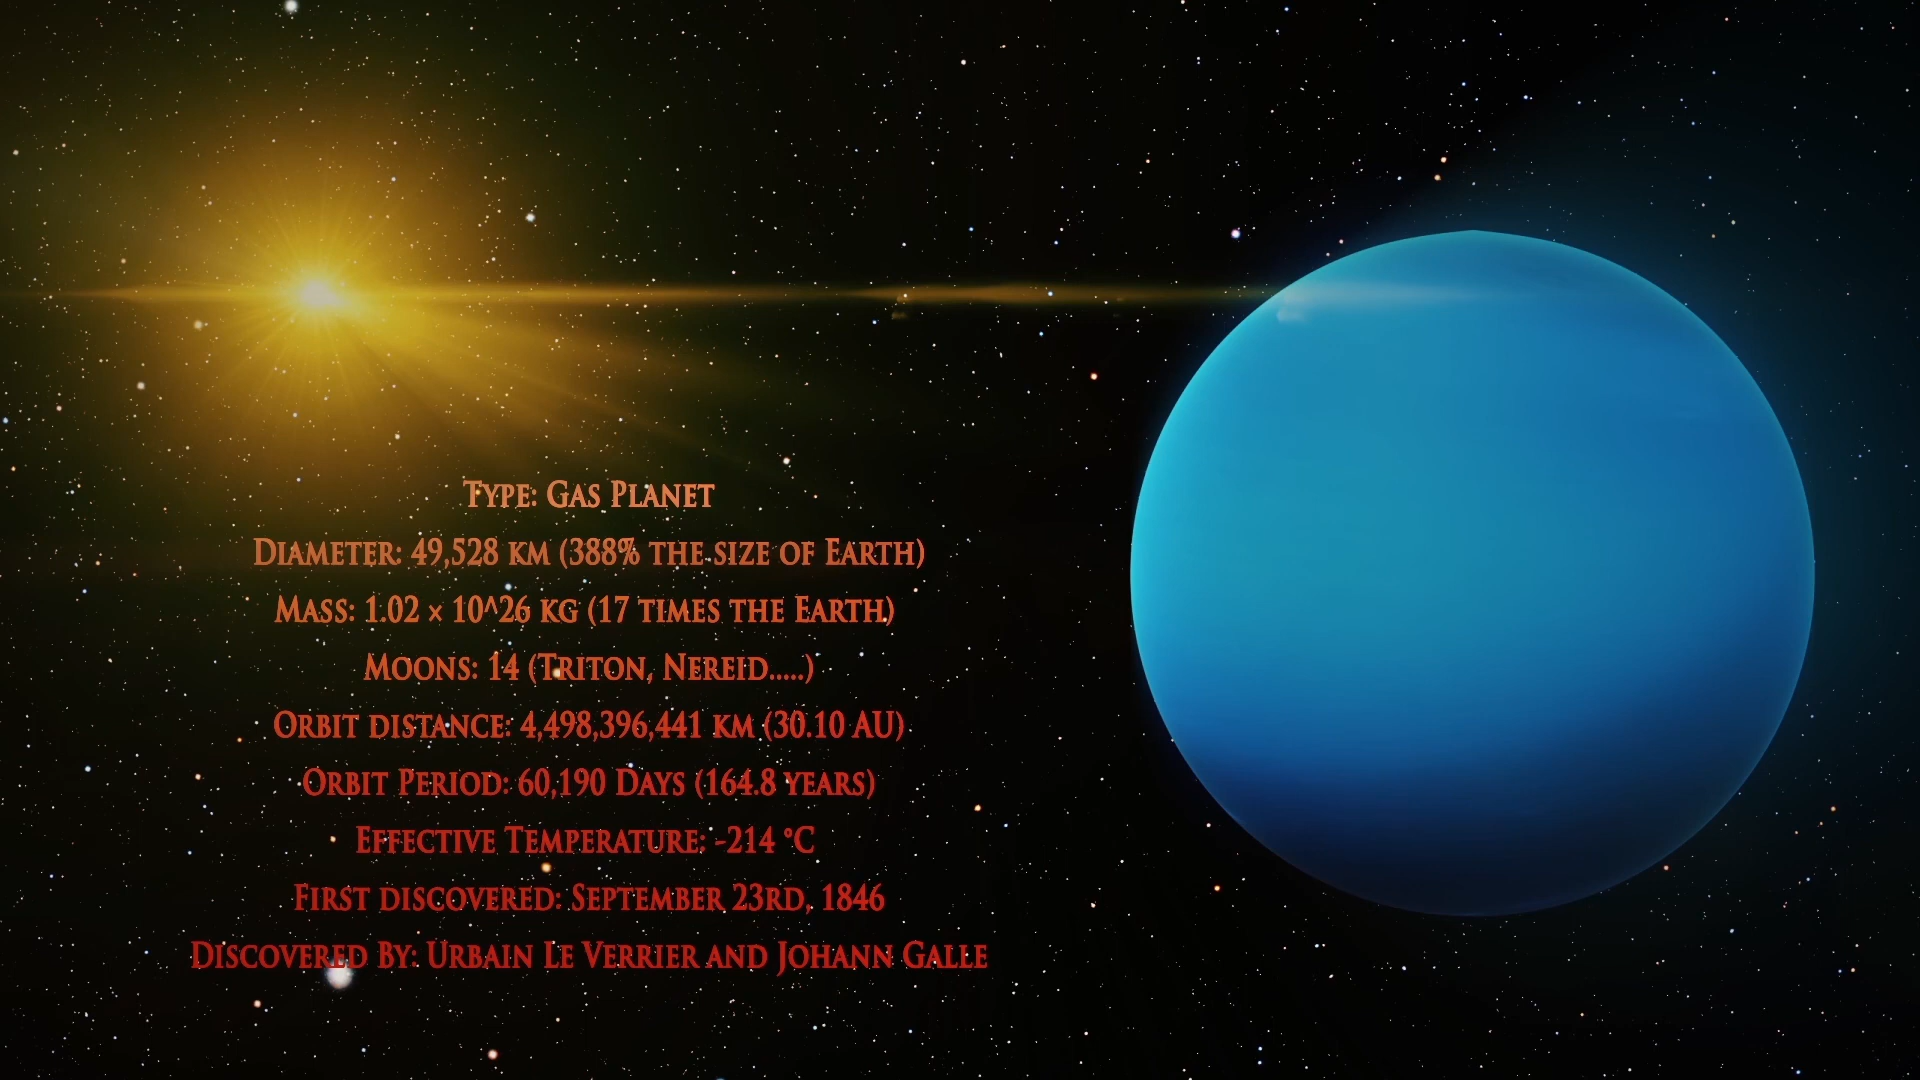 Type: Gas Planet
Diameter: 49,528 km (388% the size of Earth)
Mass: 1.02 × 10^26 kg (17 times the Earth)
Moons: 14 (Triton, Nereid.....)
Orbit distance: 4,498,396,441 km (30.10 AU)
Orbit Period: 60,190 Days (164.8 years)
Effective Temperature: -214 °C
First discovered: September 23rd, 1846
Discovered By: Urbain Le Verrier and Johann Galle